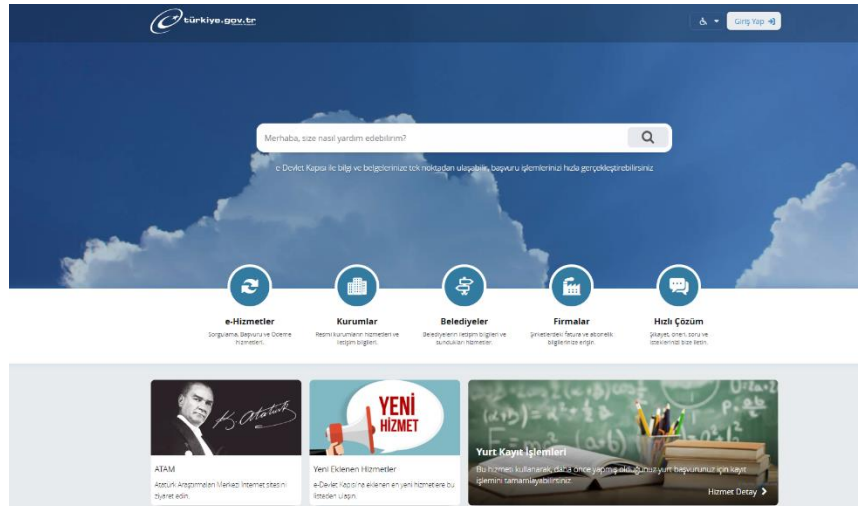 türkiye.gov.tr
Giriş Yap
Merhaba, size nasıl yardım edebilirim?
e-Devlet Kapısı ile bilgi ve belgelerinize tek noktadan ulaşabilir, başvuru işlemlerinizi hızla gerçekleştirebilirsiniz
e-Hizmetler
Sorgulama, Başvuru ve Ödeme
hizmetleri.
Kurumlar
Resmi kurumların hizmetleri ve
iletişim bilgileri.
Belediyeler
Belediyelerin iletişim bilgileri ve
sundukları hizmetler.
Firmalar
Şirketlerdeki fatura ve abonelik
bilgilerinize erişin.
Hızlı Çözüm
Şikayet, öneri, soru ve
isteklerinizi bize iletin.
K. Atatürk
ATAM
Atatürk Araştırmaları Merkezi İnternet sitesini
ziyaret edin.
YENİ
HİZMET
Yeni Eklenen Hizmetler
e-Devlet Kapısı'na eklenen en yeni hizmetlere bu
listeden ulaşın.
Yurt Kayıt İşlemleri
Bu hizmeti kullanarak, daha önce yapmış olduğunuz yurt başvurunuz için kayıt
işlemini tamamlayabilirsiniz.
Hizmet Detay